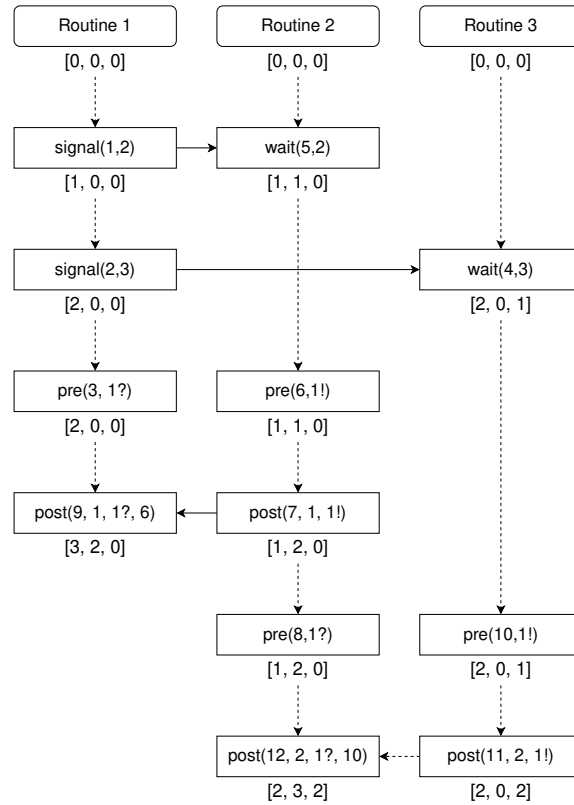 Routine 1 Routine 2 Routine 3
[0, 0, 0] [0, 0, 0] [0, 0, 0]
signal(1,2) wait(5,2)
[1, 0, 0] [1, 1, 0]
signal(2,3) wait(4,3)
[2, 0, 0] [2, 0, 1]
pre(3, 1?) pre(6,1!)
[2, 0, 0] [1, 1, 0]
post(9, 1, 1?, 6) post(7, 1, 1!)
[3, 2, 0] [1, 2, 0]
pre(8,1?) pre(10,1!)
[1, 2, 0] [2, 0, 1]
post(12, 2, 1?, 10) post(11, 2, 1!)
[2, 3, 2] [2, 0, 2]